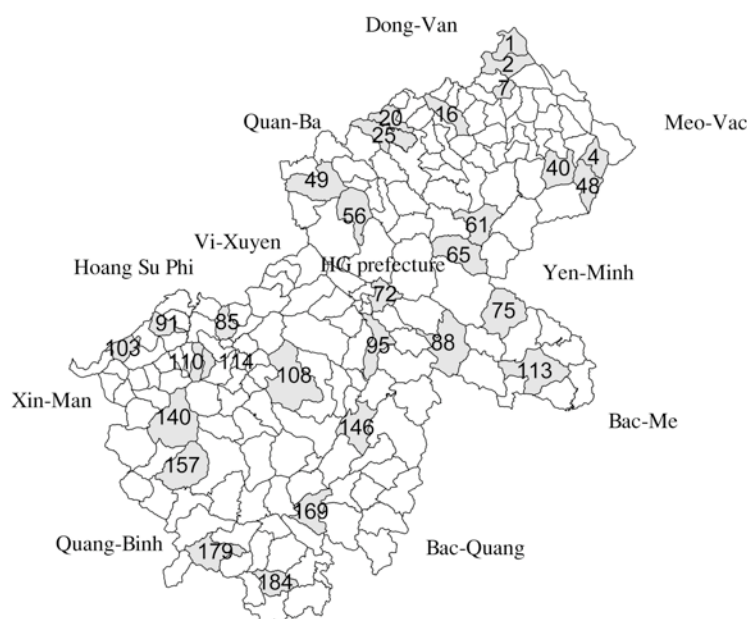 Dong-Van
1
2
7
20
16
Quan-Ba
25
Meo-Vac
4
40
49
48
56
61
Vi-Xuyen
65
Hoang Su Phi
HG prefecture
Yen-Minh
72
75
91
85
103
95
88
110
114
108
113
Xin-Man
140
146
Bac-Me
157
169
Quang-Binh
179
Bac-Quang
184